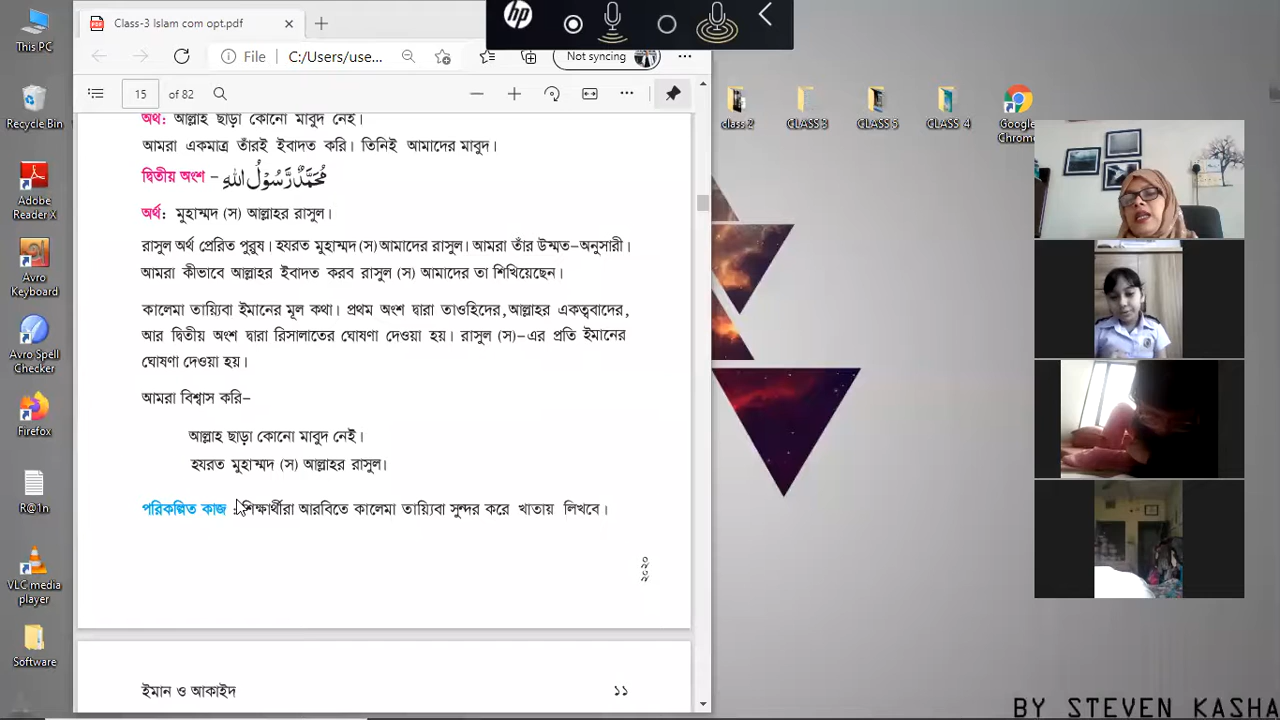 This PC
Recycle Bin
Adobe
Reader X
Avro
Keyboard
Avro Spell
Checker
Firefox
R@1n
VLC media
player
Software
Class-3 Islam com opt.pdf
File
C:/Users/use...
Not syncing
15 of 82
অর্থ: আল্লাহ ছাড়া কোনো মাবুদ নেই।
আমরা একমাত্র তাঁরই ইবাদত করি। তিনিই আমাদের মাবুদ।
দ্বিতীয় অংশ – مُحَمَّدٌ رَّسُوْلُ اللهِ
অর্থ: মুহাম্মদ (স) আল্লাহর রাসুল।
রাসুল অর্থ প্রেরিত পুরুষ। হযরত মুহাম্মদ (স) আমাদের রাসুল। আমরা তাঁর উম্মত–অনুসারী।
আমরা কীভাবে আল্লাহর ইবাদত করব রাসুল (স) আমাদের তা শিখিয়েছেন।
কালেমা তায়্যিবা ইমানের মূল কথা। প্রথম অংশ দ্বারা তাওহিদের, আল্লাহর একত্ববাদের,
আর দ্বিতীয় অংশ দ্বারা রিসালাতের ঘোষণা দেওয়া হয়। রাসুল (স)–এর প্রতি ইমানের
ঘোষণা দেওয়া হয়।
আমরা বিশ্বাস করি–
আল্লাহ ছাড়া কোনো মাবুদ নেই।
হযরত মুহাম্মদ (স) আল্লাহর রাসুল।
পরিকল্পিত কাজ : শিক্ষার্থীরা আরবিতে কালেমা তায়্যিবা সুন্দর করে খাতায় লিখবে।
২০২১
ইমান ও আকাইদ ১১
hp
class 2
CLASS 3
CLASS 5
CLASS 4
Google
Chrome
BY STEVEN KASHA